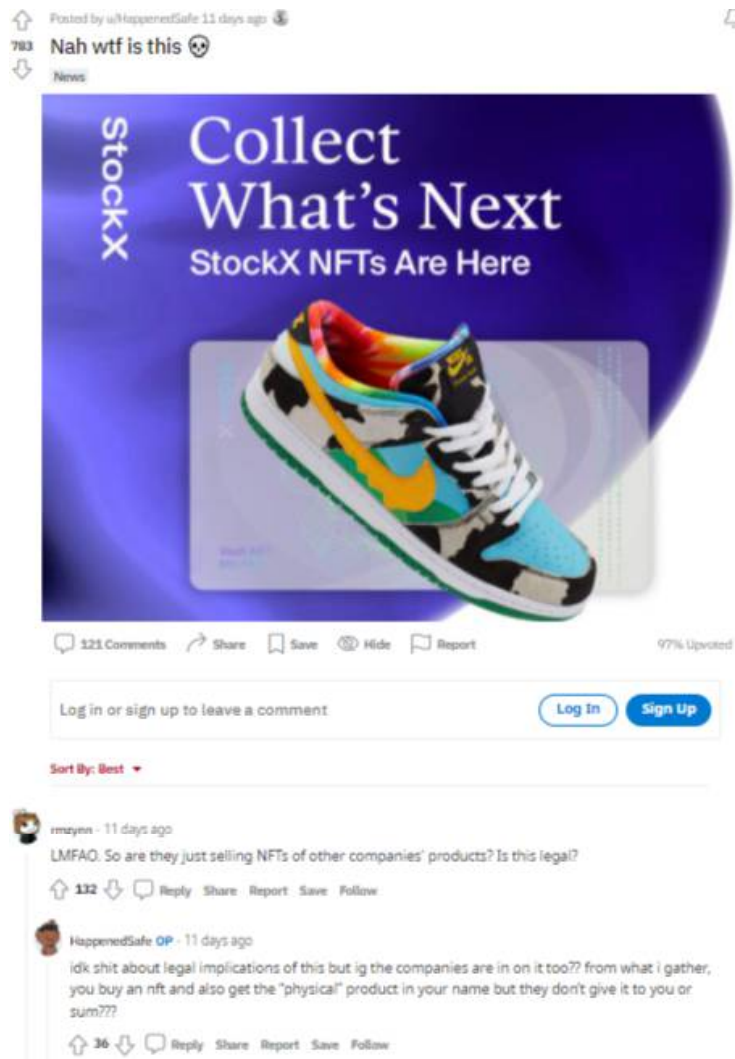 Posted by u/HappenedSafe 11 days ago
783
Nah wtf is this 💀
News
StockX
Collect
What's Next
StockX NFTs Are Here
121 Comments Share Save Hide Report 97% Upvoted
Log in or sign up to leave a comment Log In Sign Up
Sort By: Best
rmzynn · 11 days ago
LMFAO. So are they just selling NFTs of other companies' products? Is this legal?
132 Reply Share Report Save Follow
HappenedSafe OP · 11 days ago
idk shit about legal implications of this but ig the companies are in on it too?? from what i gather,
you buy an nft and also get the "physical" product in your name but they don't give it to you or
sum???
36 Reply Share Report Save Follow